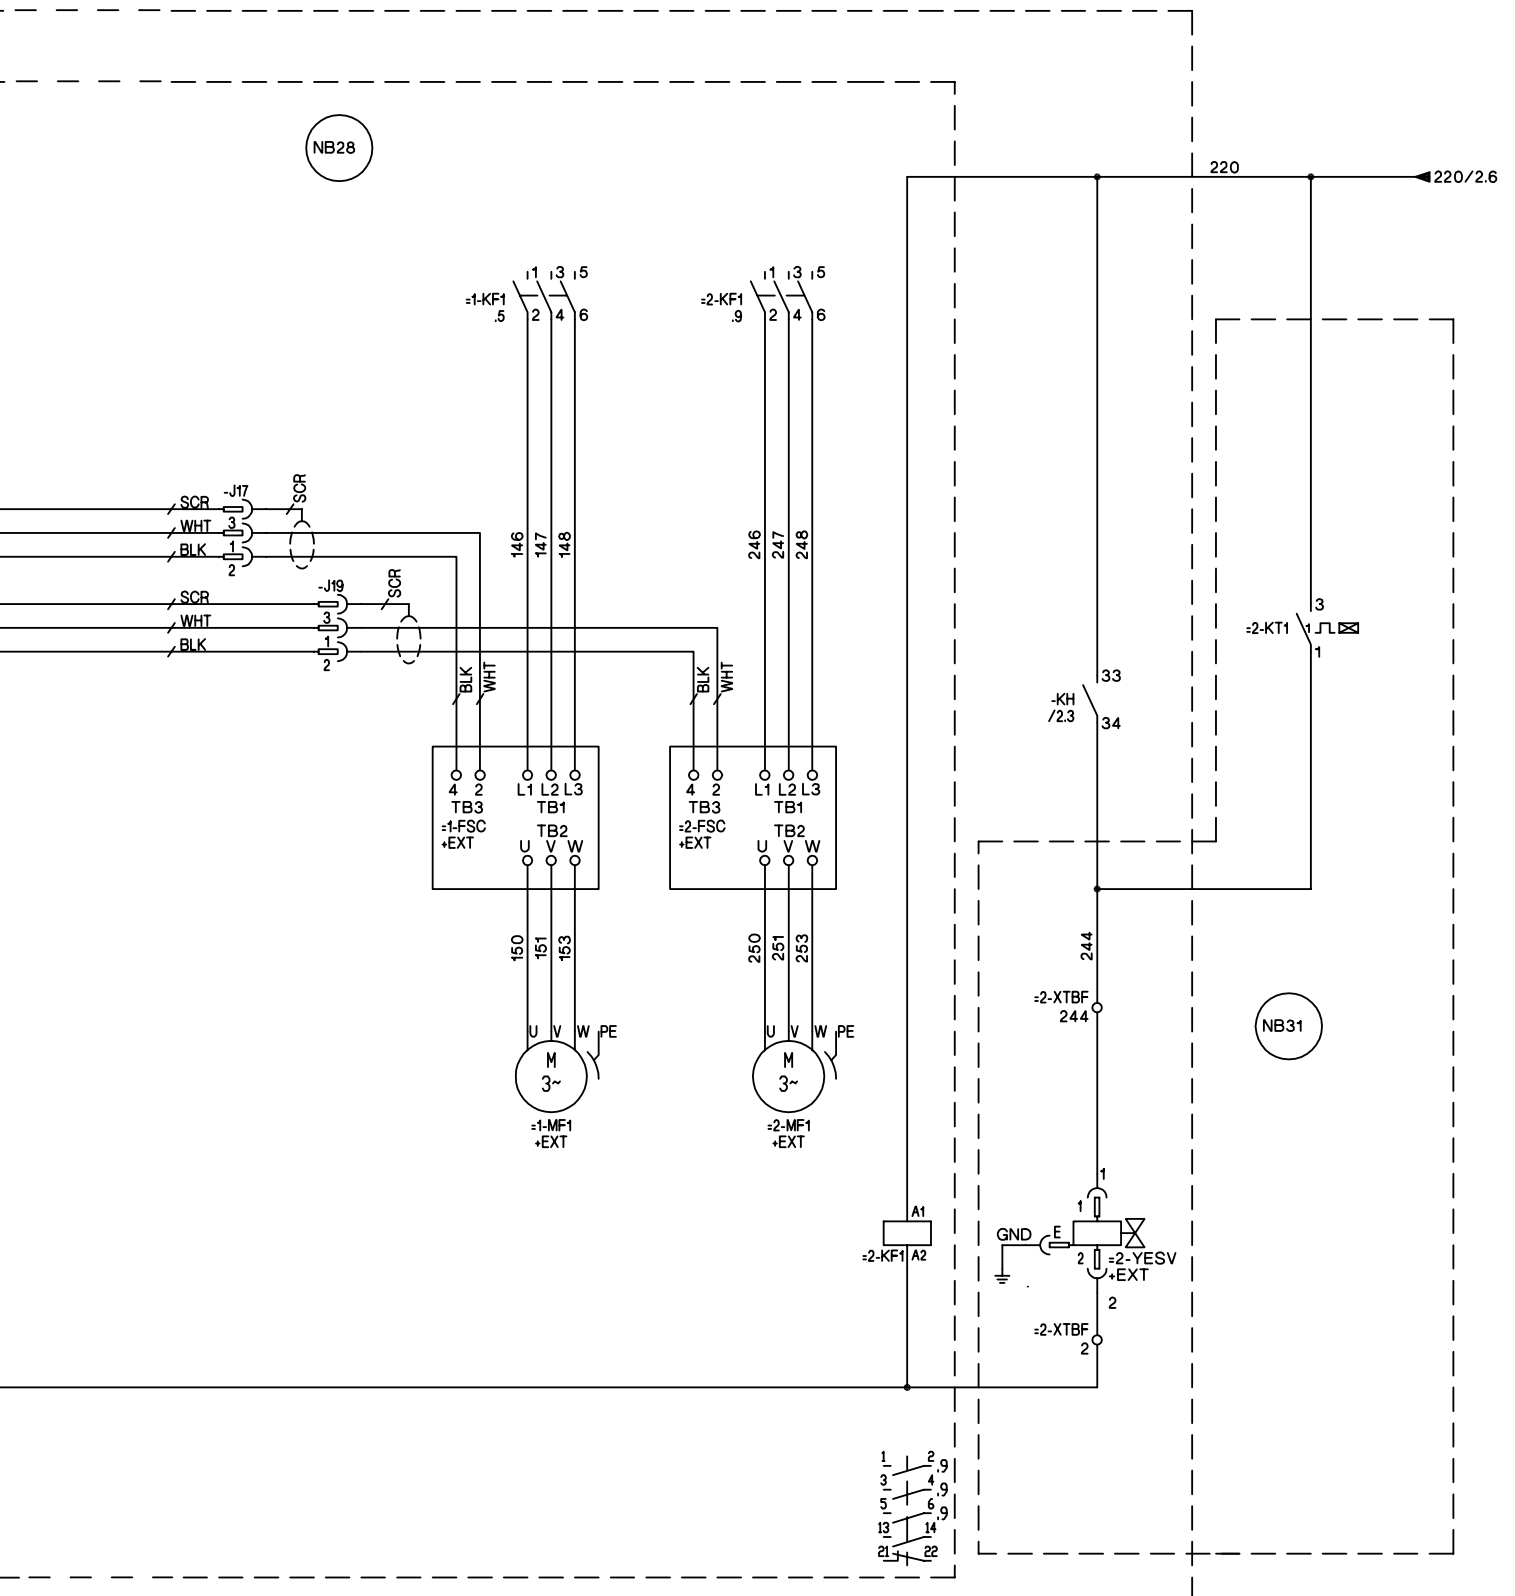 NB28
220
220/2.6
1 3 5
=1-KF1
.5
2 4 6
1 3 5
=2-KF1
.9
2 4 6
-J17
SCR
SCR
WHT
3
BLK
1
2
-J19
SCR
SCR
WHT
3
BLK
1
2
146
147
148
246
247
248
BLK
WHT
BLK
WHT
3
=2-KT1
1
1
33
-KH
/2.3
34
4 2 L1 L2 L3
TB3 TB1
=1-FSC TB2
+EXT
U V W
4 2 L1 L2 L3
TB3 TB1
=2-FSC TB2
+EXT
U V W
150
151
153
250
251
253
244
=2-XTBF
244
NB31
U V W PE
M
3~
=1-MF1
+EXT
U V W PE
M
3~
=2-MF1
+EXT
1
1
A1
=2-KF1 A2
GND E
2 =2-YESV
+EXT
2
=2-XTBF
2
1 2 .9
3 4 .9
5 6 .9
13 14
21 22